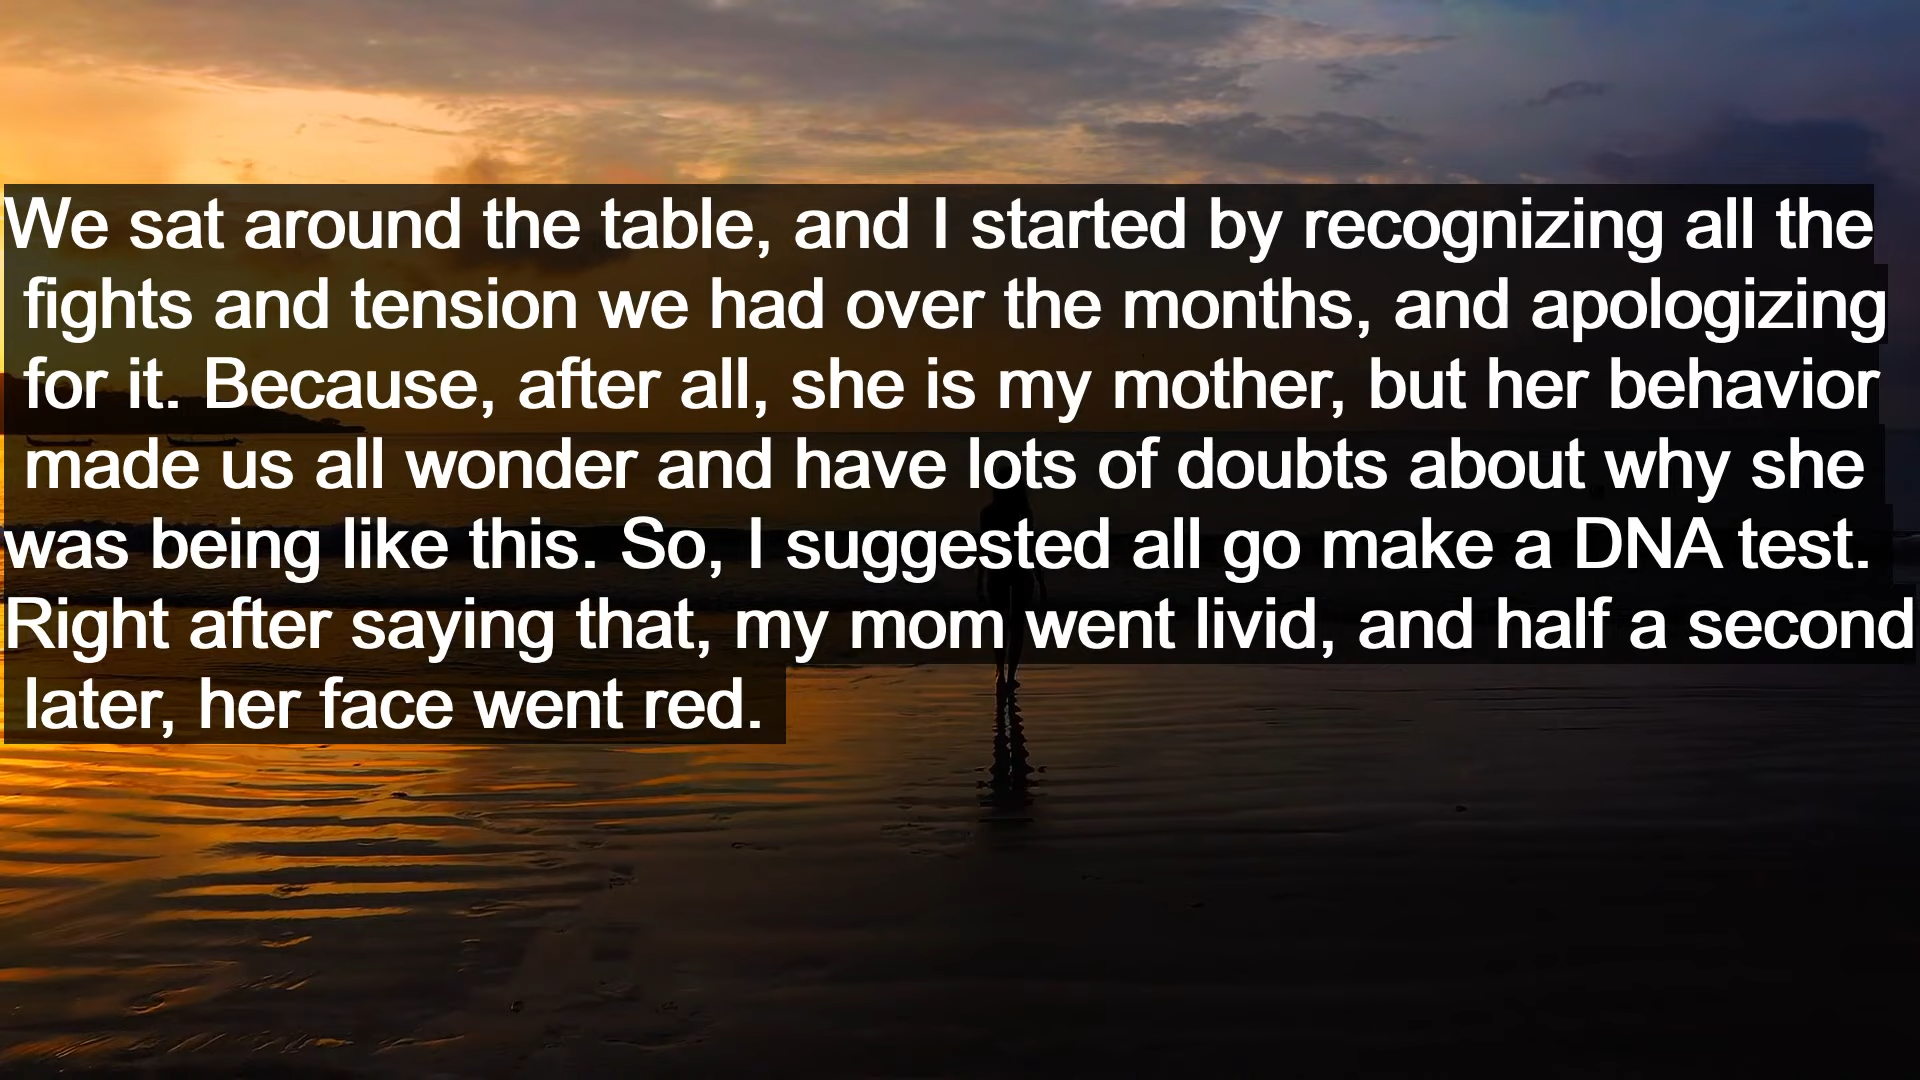 We sat around the table, and I started by recognizing all the
fights and tension we had over the months, and apologizing
for it. Because, after all, she is my mother, but her behavior
made us all wonder and have lots of doubts about why she
was being like this. So, I suggested all go make a DNA test.
Right after saying that, my mom went livid, and half a second
later, her face went red.